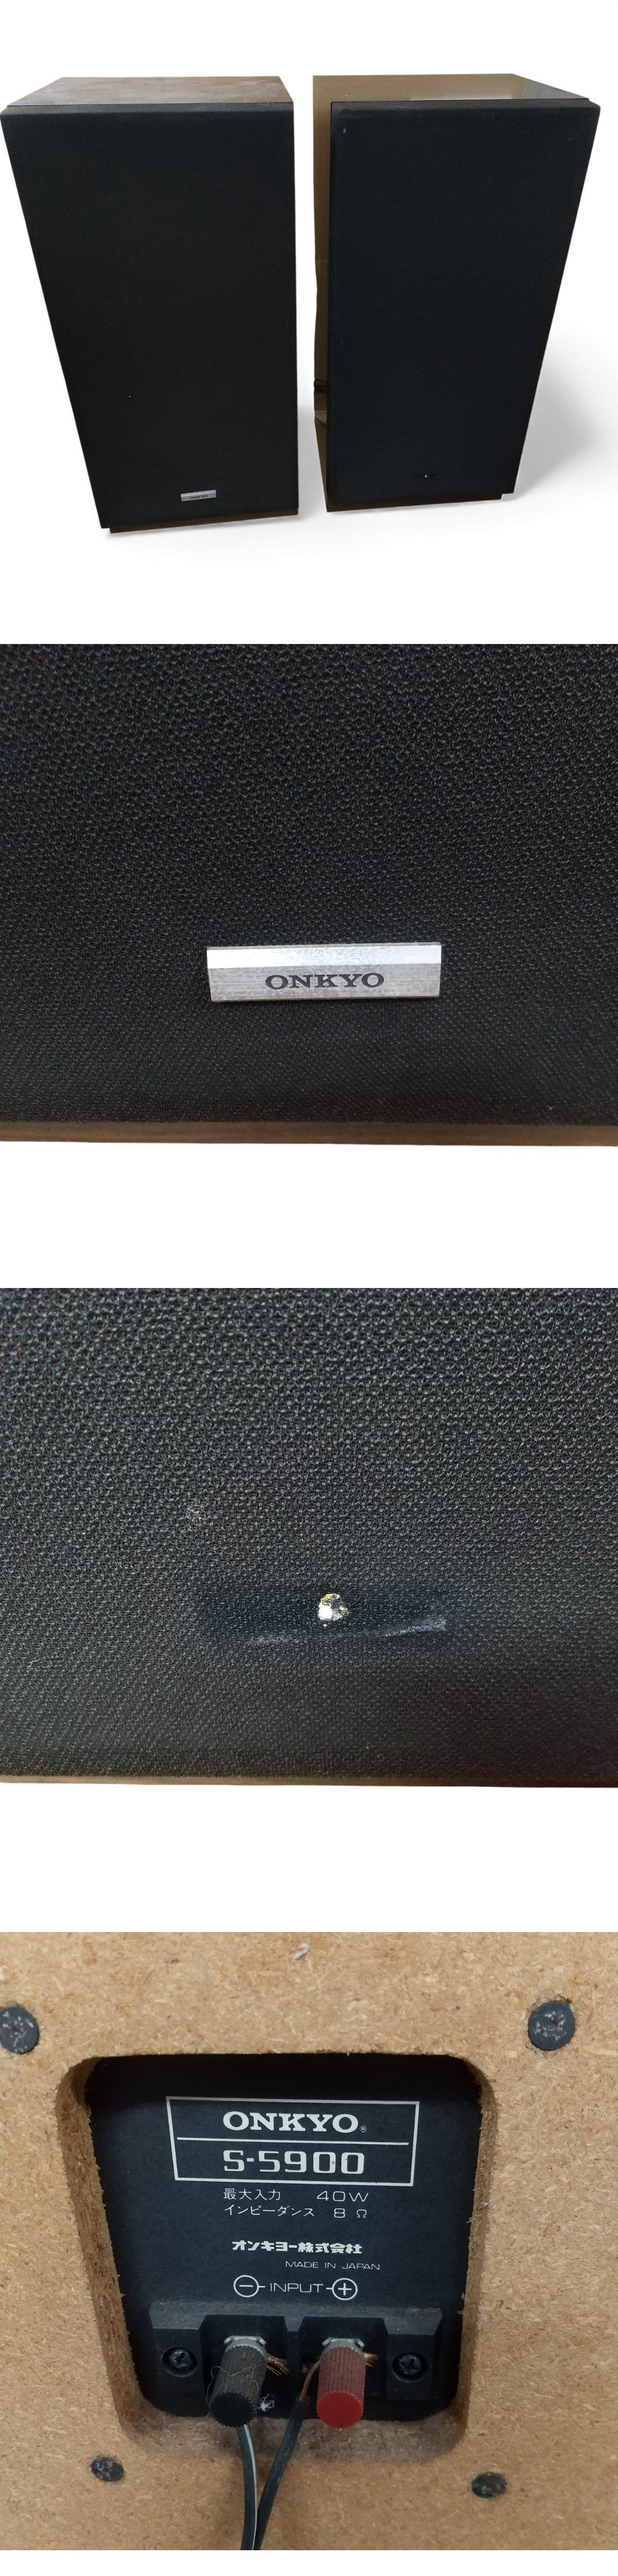 ONKYO
ONKYO®
S-5900
最大入力 40W
インピーダンス 8 Ω
オンキヨー株式会社
MADE IN JAPAN
⊖-INPUT-⊕